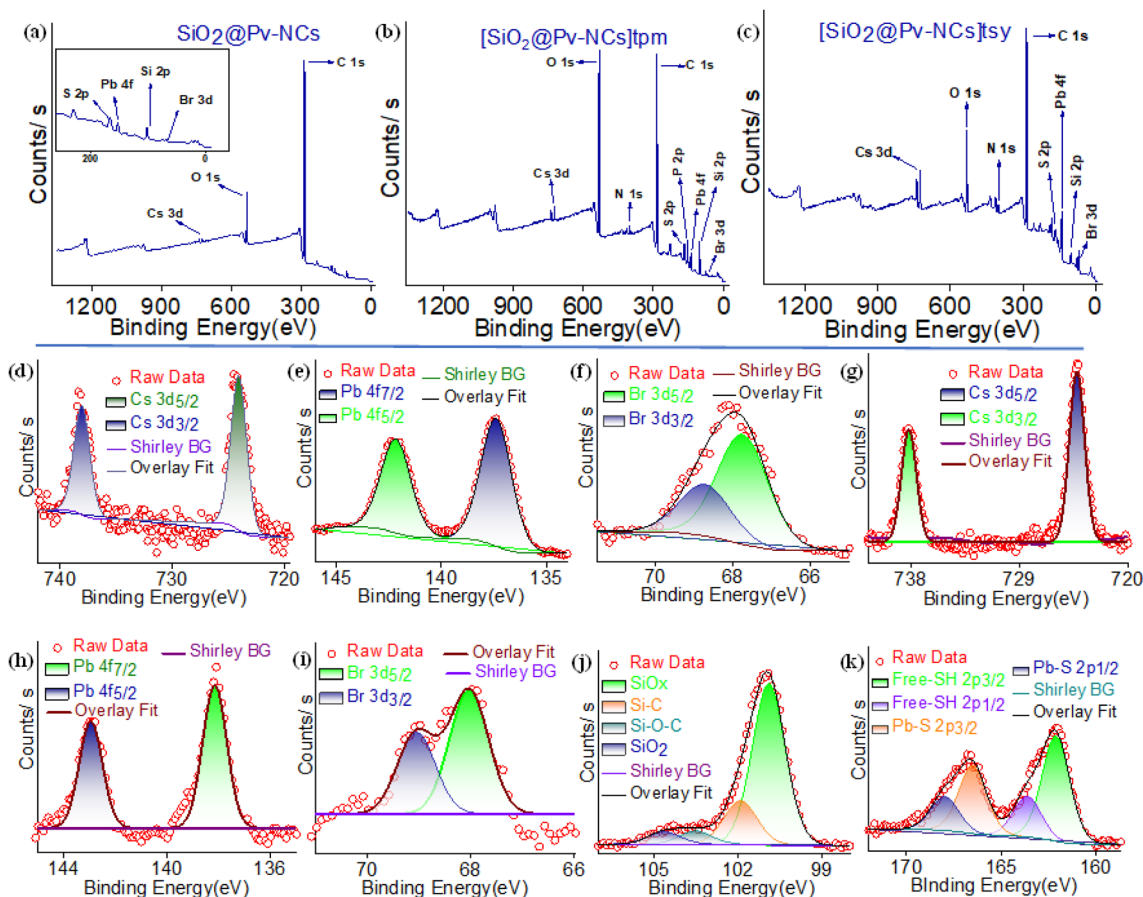 (a) SiO2@Pv-NCs
Counts/ s
S 2p
Pb 4f
Si 2p
Br 3d
200 0
O 1s
C 1s
Cs 3d
1200 900 600 300 0
Binding Energy(eV)
(b) [SiO2@Pv-NCs]tpm
Counts/ s
O 1s
C 1s
Cs 3d
N 1s
S 2p
P 2p
Pb 4f
Si 2p
Br 3d
1200 900 600 300 0
Binding Energy(eV)
(c) [SiO2@Pv-NCs]tsy
Counts/ s
C 1s
O 1s
Cs 3d
N 1s
S 2p
Pb 4f
Si 2p
Br 3d
1200 900 600 300 0
Binding Energy(eV)
(d) Raw Data
Cs 3d5/2
Cs 3d3/2
Shirley BG
Overlay Fit
Counts/ s
740 730 720
Binding Energy(eV)
(e) Raw Data
Pb 4f7/2
Pb 4f5/2
Shirley BG
Overlay Fit
Counts/ s
145 140 135
Binding Energy(eV)
(f) Raw Data
Br 3d5/2
Br 3d3/2
Shirley BG
Overlay Fit
Counts/ s
70 68 66
Binding Energy(eV)
(g) Raw Data
Cs 3d5/2
Cs 3d3/2
Shirley BG
Overlay Fit
Counts/ s
738 729 720
Binding Energy(eV)
(h) Raw Data
Pb 4f7/2
Pb 4f5/2
Overlay Fit
Shirley BG
Counts/ s
144 140 136
Binding Energy(eV)
(i) Raw Data
Br 3d5/2
Br 3d3/2
Overlay Fit
Shirley BG
Counts/ s
70 68 66
Binding Energy(eV)
(j) Raw Data
SiOx
Si-C
Si-O-C
SiO2
Shirley BG
Overlay Fit
Counts/ s
105 102 99
Binding Energy(eV)
(k) Raw Data
Free-SH 2p3/2
Free-SH 2p1/2
Pb-S 2p3/2
Pb-S 2p1/2
Shirley BG
Overlay Fit
Counts/ s
170 165 160
BInding Energy(eV)